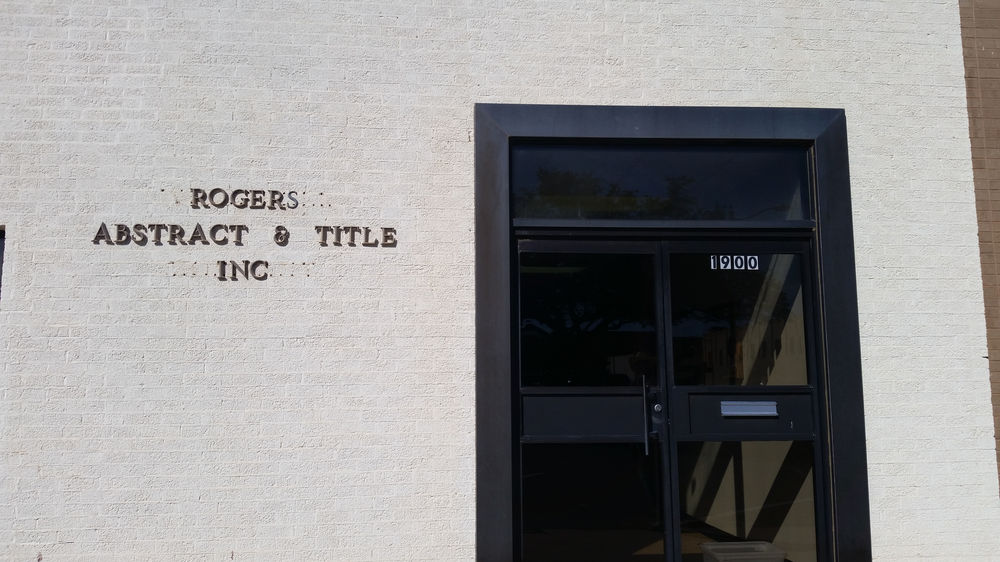 ROGERS
ABSTRACT & TITLE
INC
1900